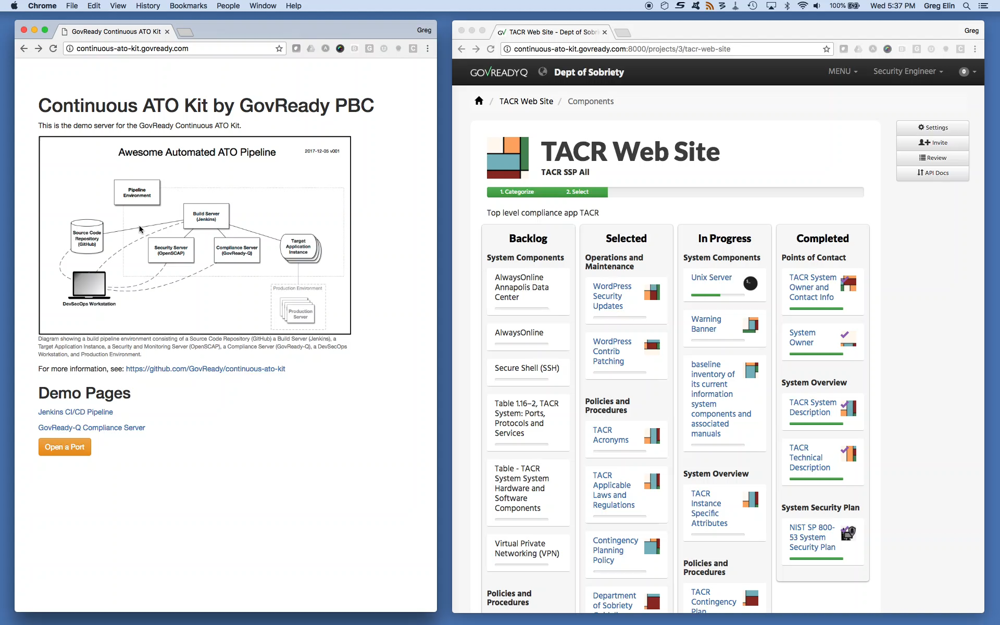 Chrome File Edit View History Bookmarks People Window Help
100% Wed 5:37 PM Greg Elin
GovReady Continuous ATO Kit
Greg
continuous-ato-kit.govready.com
Continuous ATO Kit by GovReady PBC
This is the demo server for the GovReady Continuous ATO Kit.
Awesome Automated ATO Pipeline
2017-12-05 v001
Pipeline
Environment
Build Server
(Jenkins)
Source Code
Repository
(GitHub)
Security Server
(OpenSCAP)
Compliance Server
(GovReady-Q)
Target
Application
Instance
DevSecOps Workstation
Production Environment
Production
Server
Diagram showing a build pipeline environment consisting of a Source Code Repository (GitHub) a Build Server (Jenkins), a
Target Application Instance, a Security and Monitoring Server (OpenSCAP), a Compliance Server (GovReady-Q), a DevSecOps
Workstation, and Production Environment.
For more information, see: https://github.com/GovReady/continuous-ato-kit
Demo Pages
Jenkins CI/CD Pipeline
GovReady-Q Compliance Server
Open a Port
TACR Web Site - Dept of Sobri
Greg
continuous-ato-kit.govready.com:8000/projects/3/tacr-web-site
GOVREADYQ Dept of Sobriety
MENU Security Engineer 0
/ TACR Web Site / Components
TACR Web Site
TACR SSP All
1. Categorize 2. Select
Top level compliance app TACR
Settings
Invite
Review
API Docs
Backlog
System Components
AlwaysOnline
Annapolis Data
Center
AlwaysOnline
Secure Shell (SSH)
Table 1.16–2, TACR
System: Ports,
Protocols and
Services
Table - TACR
System System
Hardware and
Software
Components
Virtual Private
Networking (VPN)
Policies and
Procedures
Selected
Operations and
Maintenance
WordPress
Security
Updates
WordPress
Contrib
Patching
Policies and
Procedures
TACR
Acronyms
TACR
Applicable
Laws and
Regulations
Contingency
Planning
Policy
Department
of Sobriety
In Progress
System Components
Unix Server
Warning
Banner
baseline
inventory of
its current
information
system
components and
associated
manuals
System Overview
TACR
Instance
Specific
Attributes
Policies and
Procedures
TACR
Contingency
Plan
Completed
Points of Contact
TACR System
Owner and
Contact Info
System
Owner
System Overview
TACR System
Description
TACR
Technical
Description
System Security Plan
NIST SP 800-
53 System
Security Plan